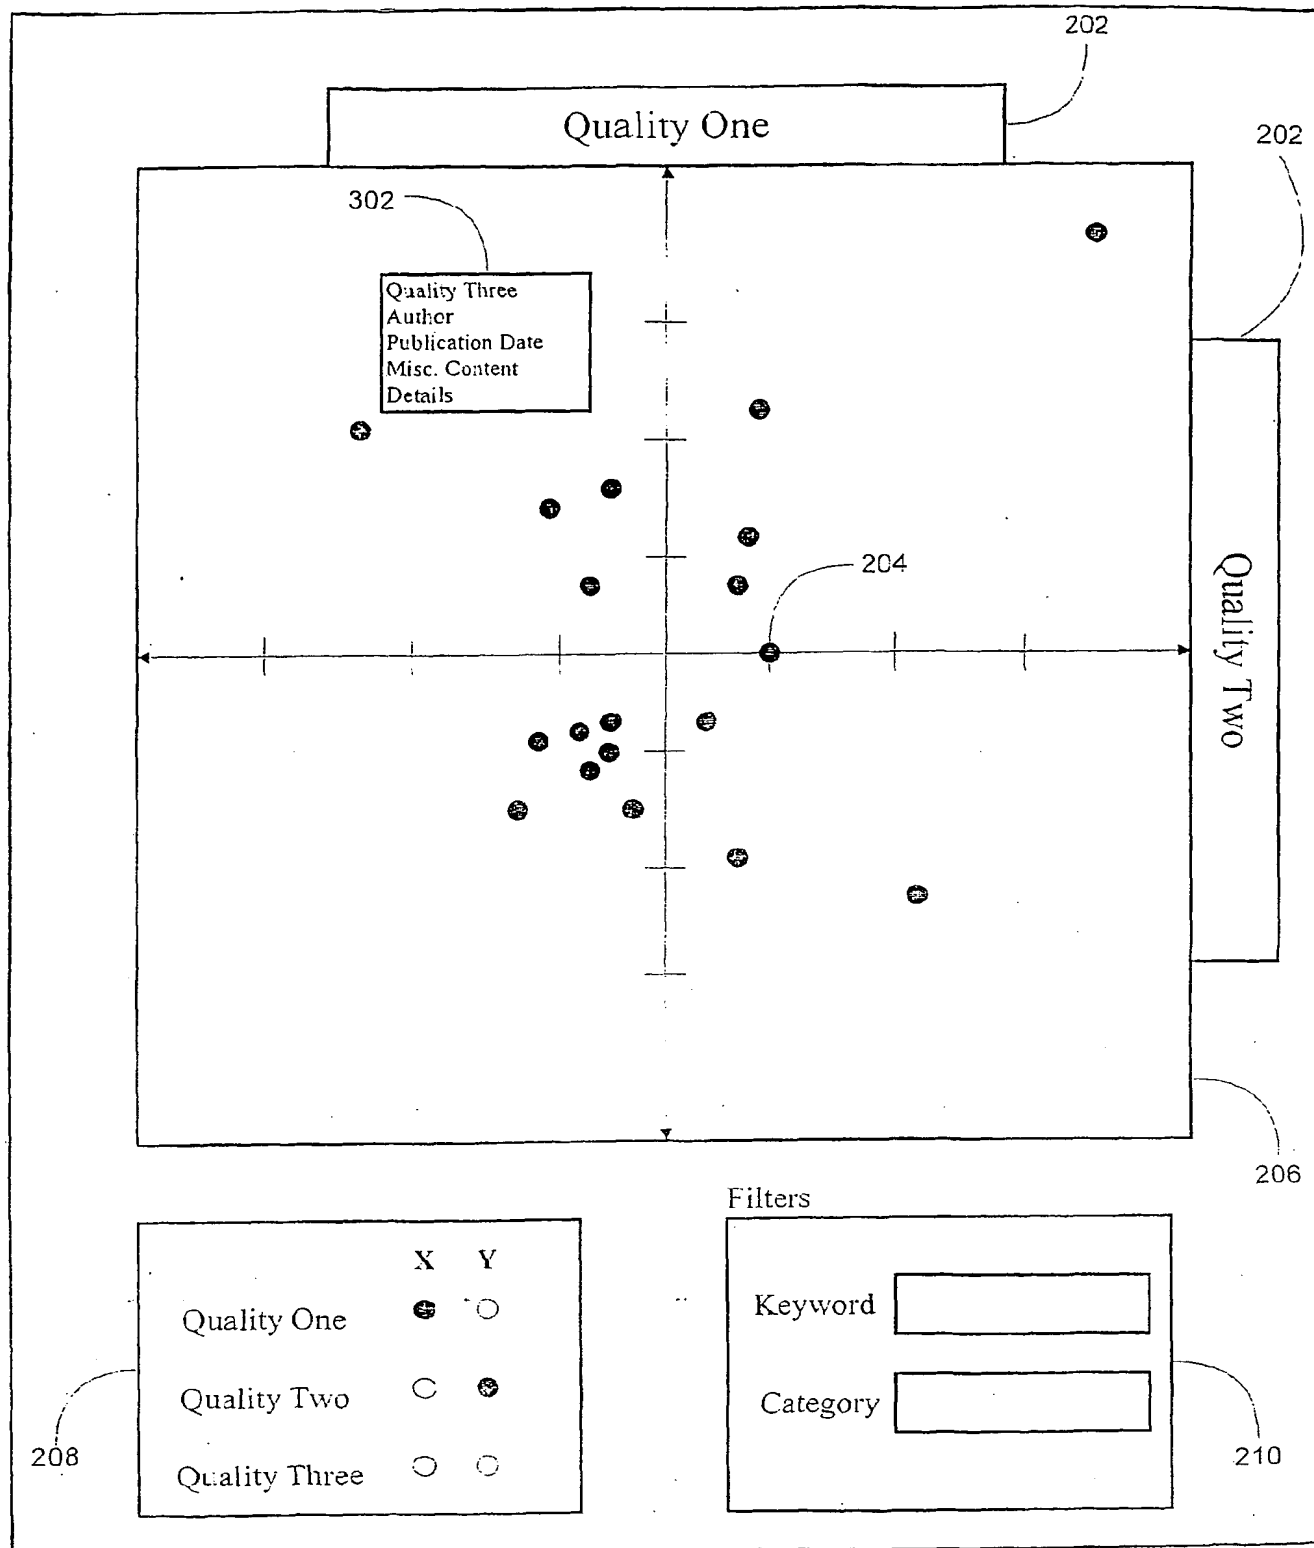 202
Quality One
202
302
Quality Three
Author
Publication Date
Misc. Content
Details
204
Quality Two
206
Filters
X Y
Quality One
Quality Two
Quality Three
208
Keyword
Category
210